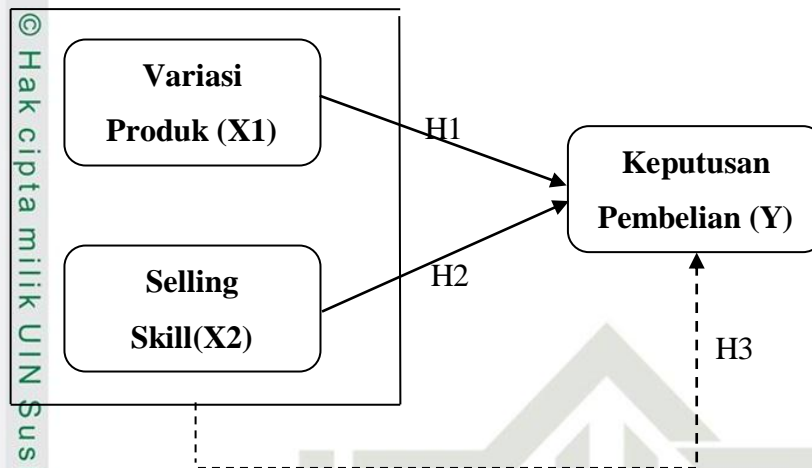 © Hak cipta milik UIN Sus
Variasi
Produk (X1)
H1
Keputusan
Pembelian (Y)
Selling
Skill(X2)
H2
H3